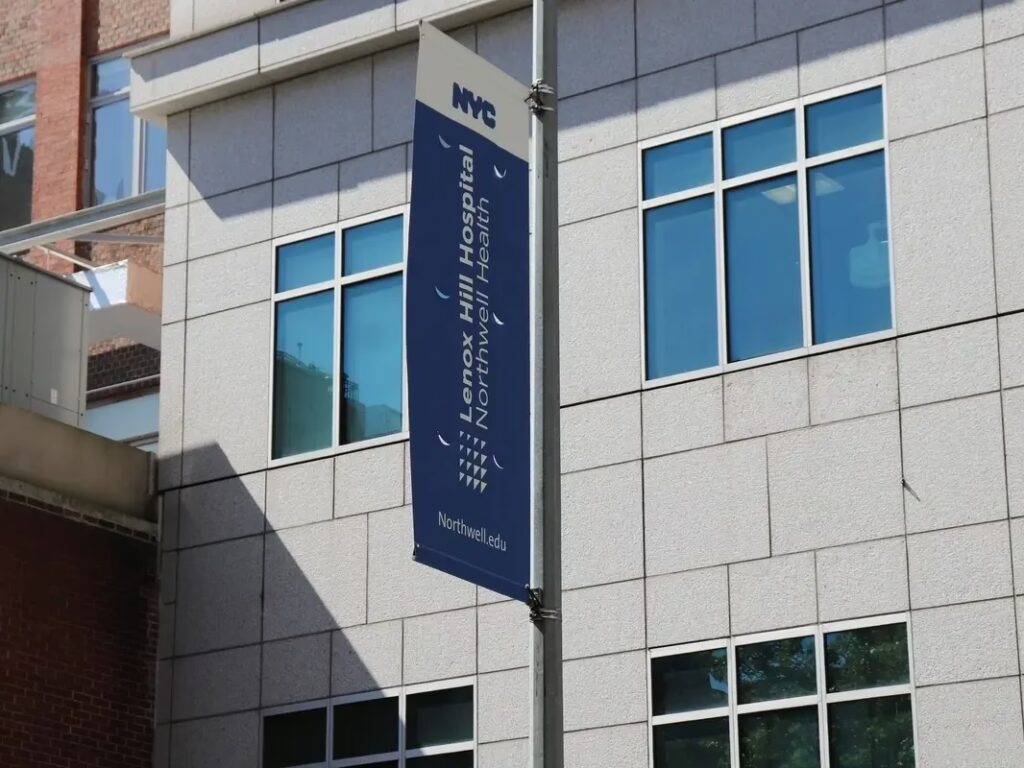 NYC
Lenox Hill Hospital
Northwell Health
Northwell.edu